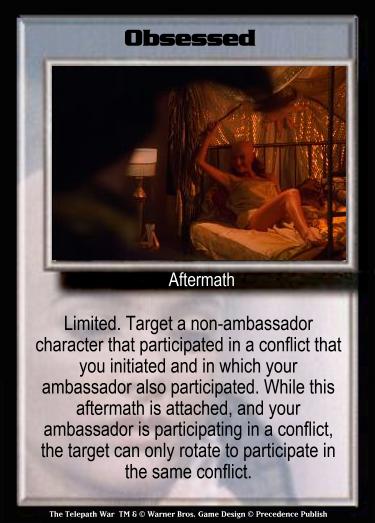 Obsessed
Aftermath
Limited. Target a non-ambassador
character that participated in a conflict that
you initiated and in which your
ambassador also participated. While this
aftermath is attached, and your
ambassador is participating in a conflict,
the target can only rotate to participate in
the same conflict.
The Telepath War TM & © Warner Bros. Game Design © Precedence Publish